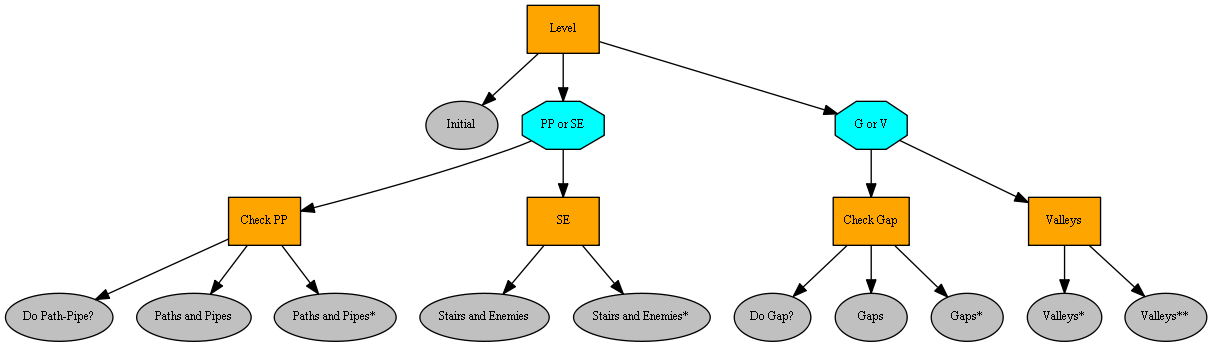 Level
Initial
PP or SE
G or V
Check PP
SE
Check Gap
Valleys
Do Path-Pipe?
Paths and Pipes
Paths and Pipes*
Stairs and Enemies
Stairs and Enemies*
Do Gap?
Gaps
Gaps*
Valleys*
Valleys**